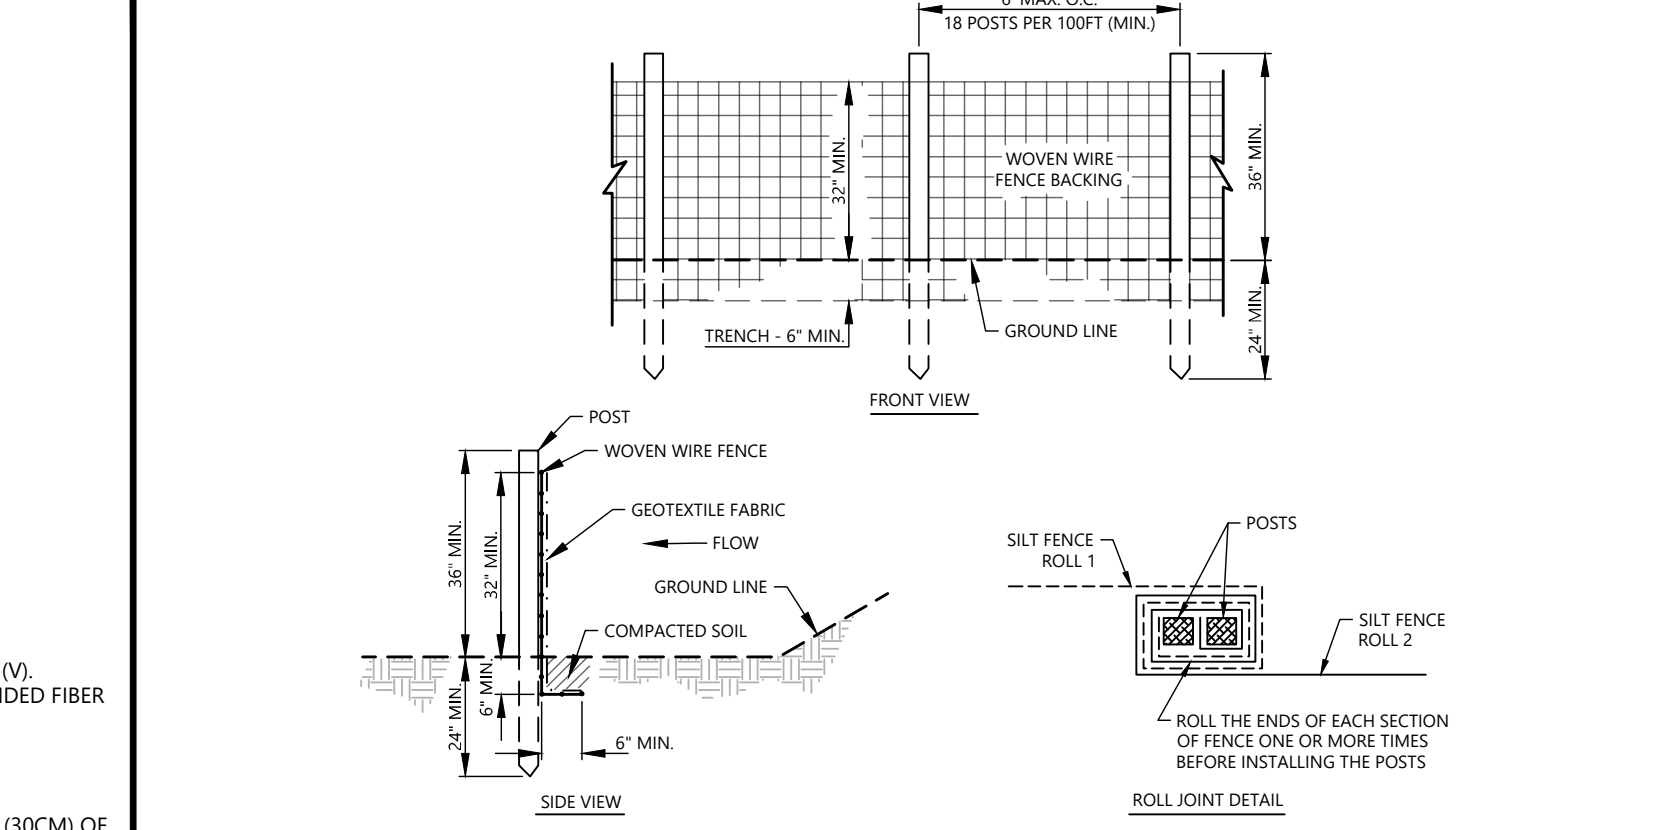 6' MAX. O.C.
18 POSTS PER 100FT (MIN.)
32" MIN.
WOVEN WIRE
FENCE BACKING
36" MIN.
24" MIN.
TRENCH - 6" MIN.
GROUND LINE
FRONT VIEW
POST
WOVEN WIRE FENCE
GEOTEXTILE FABRIC
FLOW
GROUND LINE
COMPACTED SOIL
36" MIN.
32" MIN.
24" MIN.
6" MIN.
6" MIN.
SIDE VIEW
POSTS
SILT FENCE
ROLL 1
SILT FENCE
ROLL 2
ROLL THE ENDS OF EACH SECTION
OF FENCE ONE OR MORE TIMES
BEFORE INSTALLING THE POSTS
ROLL JOINT DETAIL
(V).
FIBER
(30CM) OF